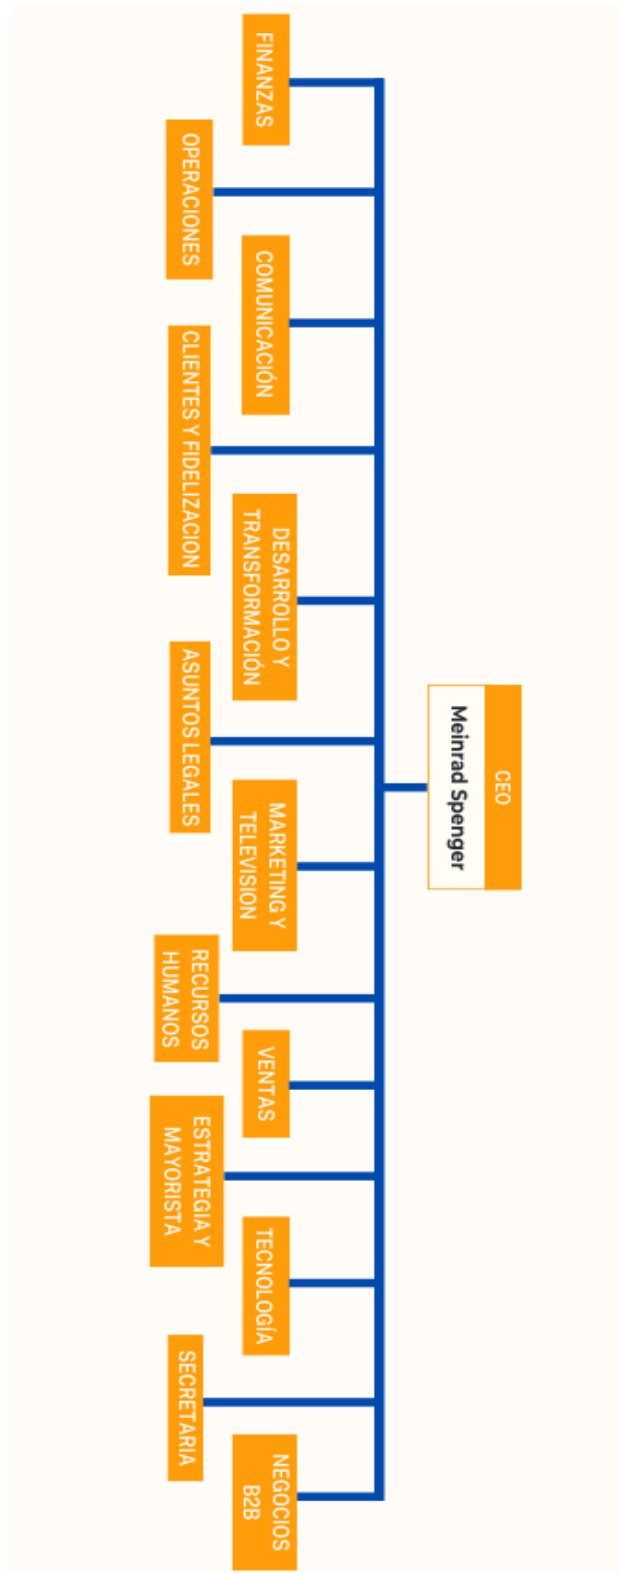 CEO
Meinrad Spenger
FINANZAS
OPERACIONES
COMUNICACIÓN
CLIENTES Y FIDELIZACION
DESARROLLO Y
TRANSFORMACIÓN
ASUNTOS LEGALES
MARKETING Y
TELEVISION
RECURSOS
HUMANOS
VENTAS
ESTRATEGIA Y
MAYORISTA
TECNOLOGÍA
SECRETARIA
NEGOCIOS
B2B